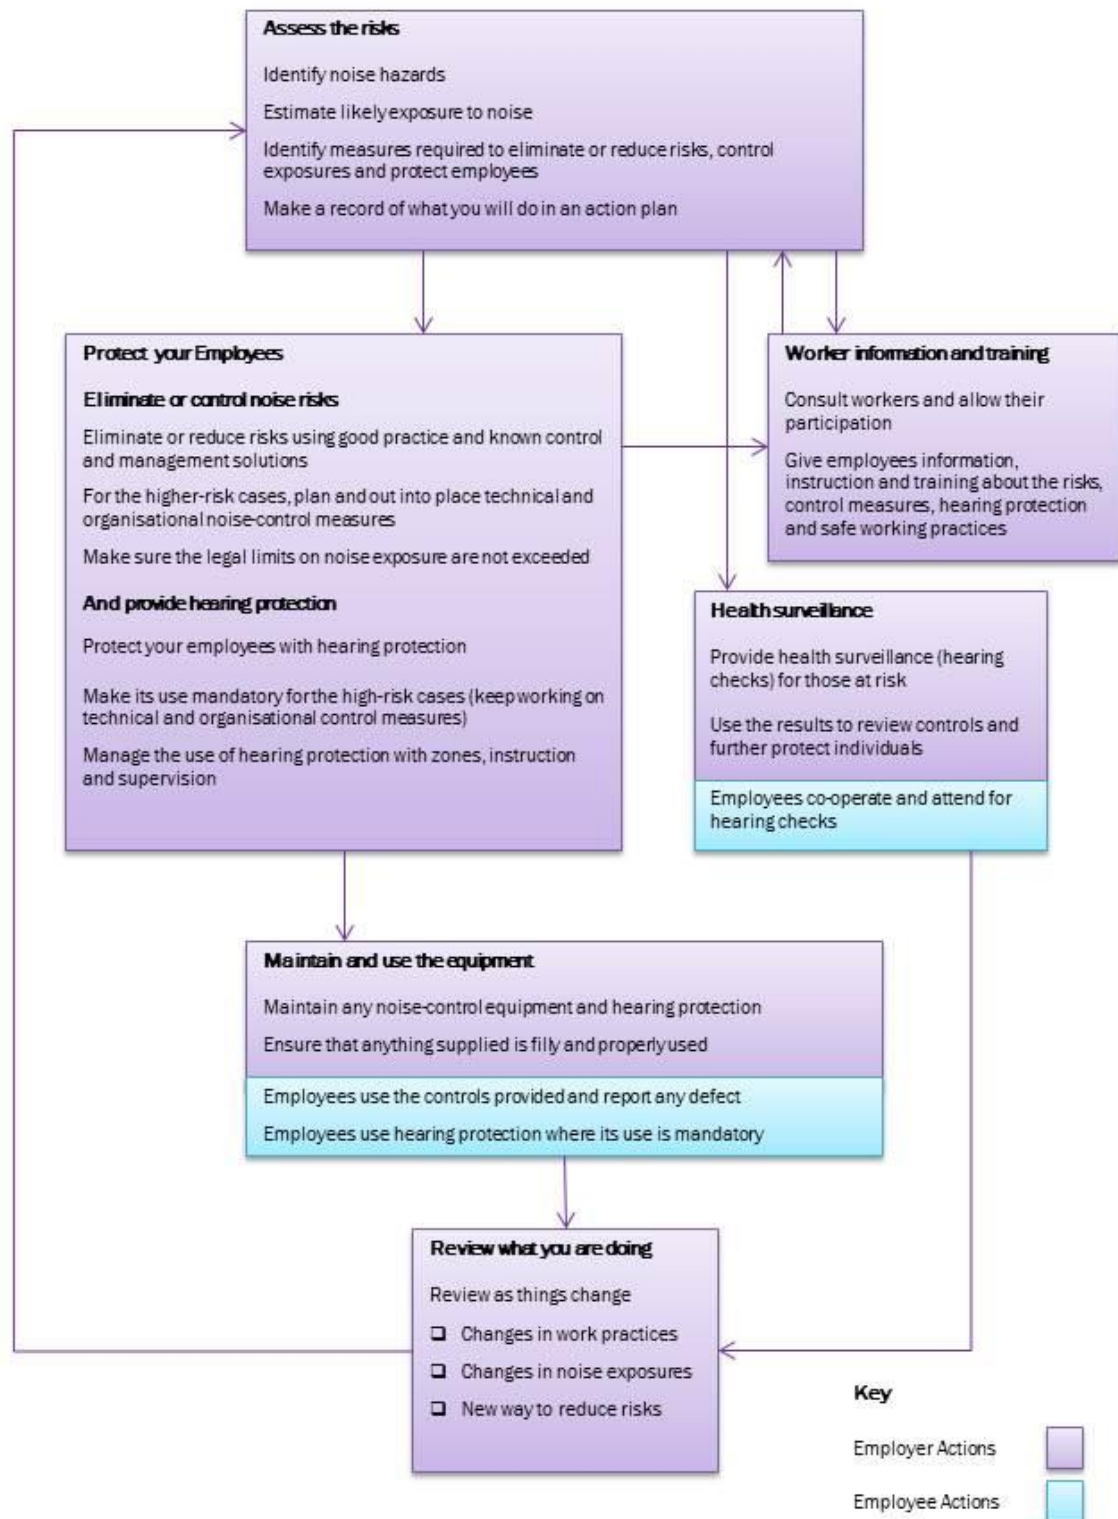 Assess the risks
Identify noise hazards
Estimate likely exposure to noise
Identify measures required to eliminate or reduce risks, control
exposures and protect employees
Make a record of what you will do in an action plan
Protect your Employees
Eliminate or control noise risks
Eliminate or reduce risks using good practice and known control
and management solutions
For the higher-risk cases, plan and out into place technical and
organisational noise-control measures
Make sure the legal limits on noise exposure are not exceeded
And provide hearing protection
Protect your employees with hearing protection
Make its use mandatory for the high-risk cases (keep working on
technical and organisational control measures)
Manage the use of hearing protection with zones, instruction
and supervision
Worker information and training
Consult workers and allow their
participation
Give employees information,
instruction and training about the risks,
control measures, hearing protection
and safe working practices
Health surveillance
Provide health surveillance (hearing
checks) for those at risk
Use the results to review controls and
further protect individuals
Employees co-operate and attend for
hearing checks
Maintain and use the equipment
Maintain any noise-control equipment and hearing protection
Ensure that anything supplied is filly and properly used
Employees use the controls provided and report any defect
Employees use hearing protection where its use is mandatory
Review what you are doing
Review as things change
❑ Changes in work practices
❑ Changes in noise exposures
❑ New way to reduce risks
Key
Employer Actions
Employee Actions